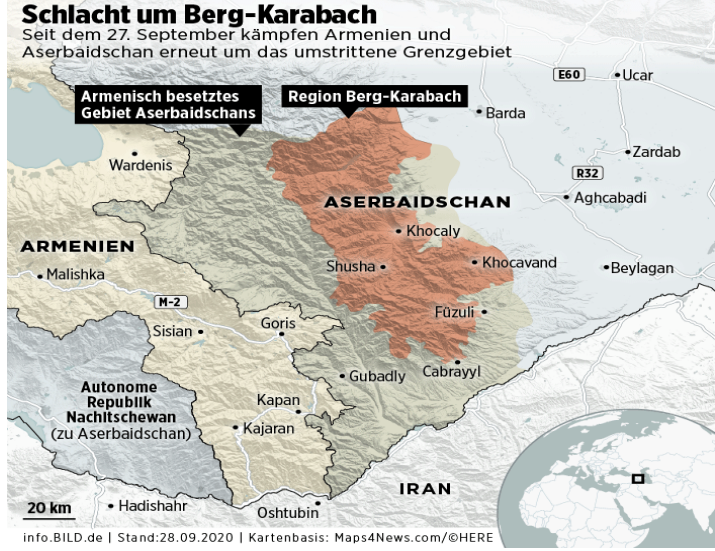 Schlacht um Berg-Karabach
Seit dem 27. September kämpfen Armenien und
Aserbaidschan erneut um das umstrittene Grenzgebiet
E60
Ucar
Armenisch besetztes
Gebiet Aserbaidschans
Region Berg-Karabach
Barda
Wardenis
Zardab
R32
Aghcabadi
ASERBAIDSCHAN
Khocaly
ARMENIEN
Shusha
Khocavand
Beylagan
Malishka
M-2
Sisian
Goris
Fûzuli
Gubadly
Cabrayyl
Autonome
Republik
Nachitschewan
(zu Aserbaidschan)
Kapan
Kajaran
IRAN
20 km
Hadishahr
Oshtubin
info.BILD.de | Stand:28.09.2020 | Kartenbasis: Maps4News.com/©HERE